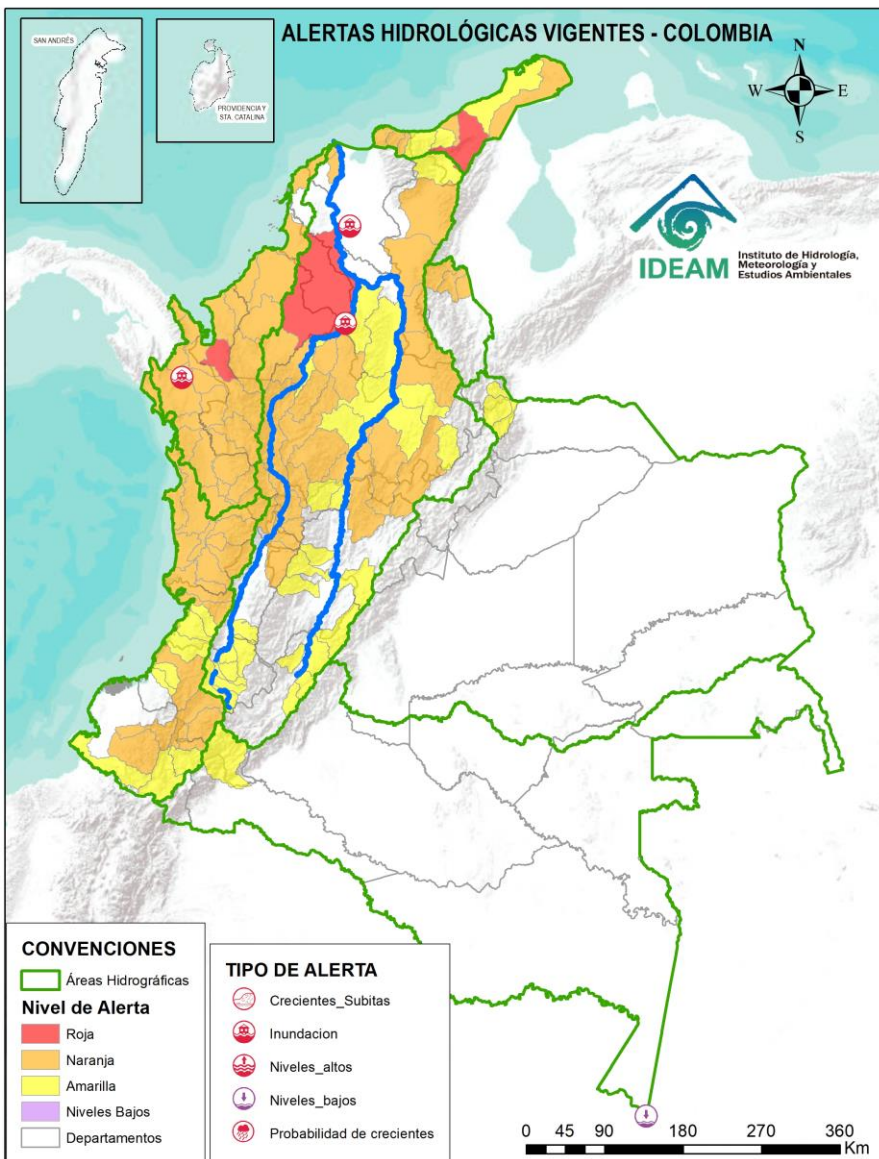 ALERTAS HIDROLÓGICAS VIGENTES - COLOMBIA
SAN ANDRÉS
PROVIDENCIA Y
STA. CATALINA
N
W
E
S
IDEAM
Instituto de Hidrología,
Meteorología y
Estudios Ambientales
CONVENCIONES
Áreas Hidrográficas
Nivel de Alerta
Roja
Naranja
Amarilla
Niveles Bajos
Departamentos
TIPO DE ALERTA
Crecientes_Subitas
Inundacion
Niveles_altos
Niveles_bajos
Probabilidad de crecientes
0 45 90 180 270 360
Km